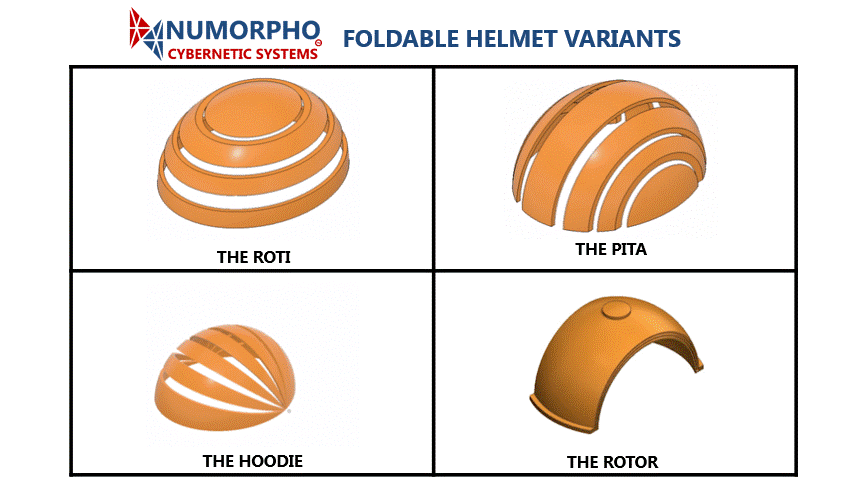 NUMORPHO
CYBERNETIC SYSTEMS
FOLDABLE HELMET VARIANTS
THE ROTI
THE PITA
THE HOODIE
THE ROTOR